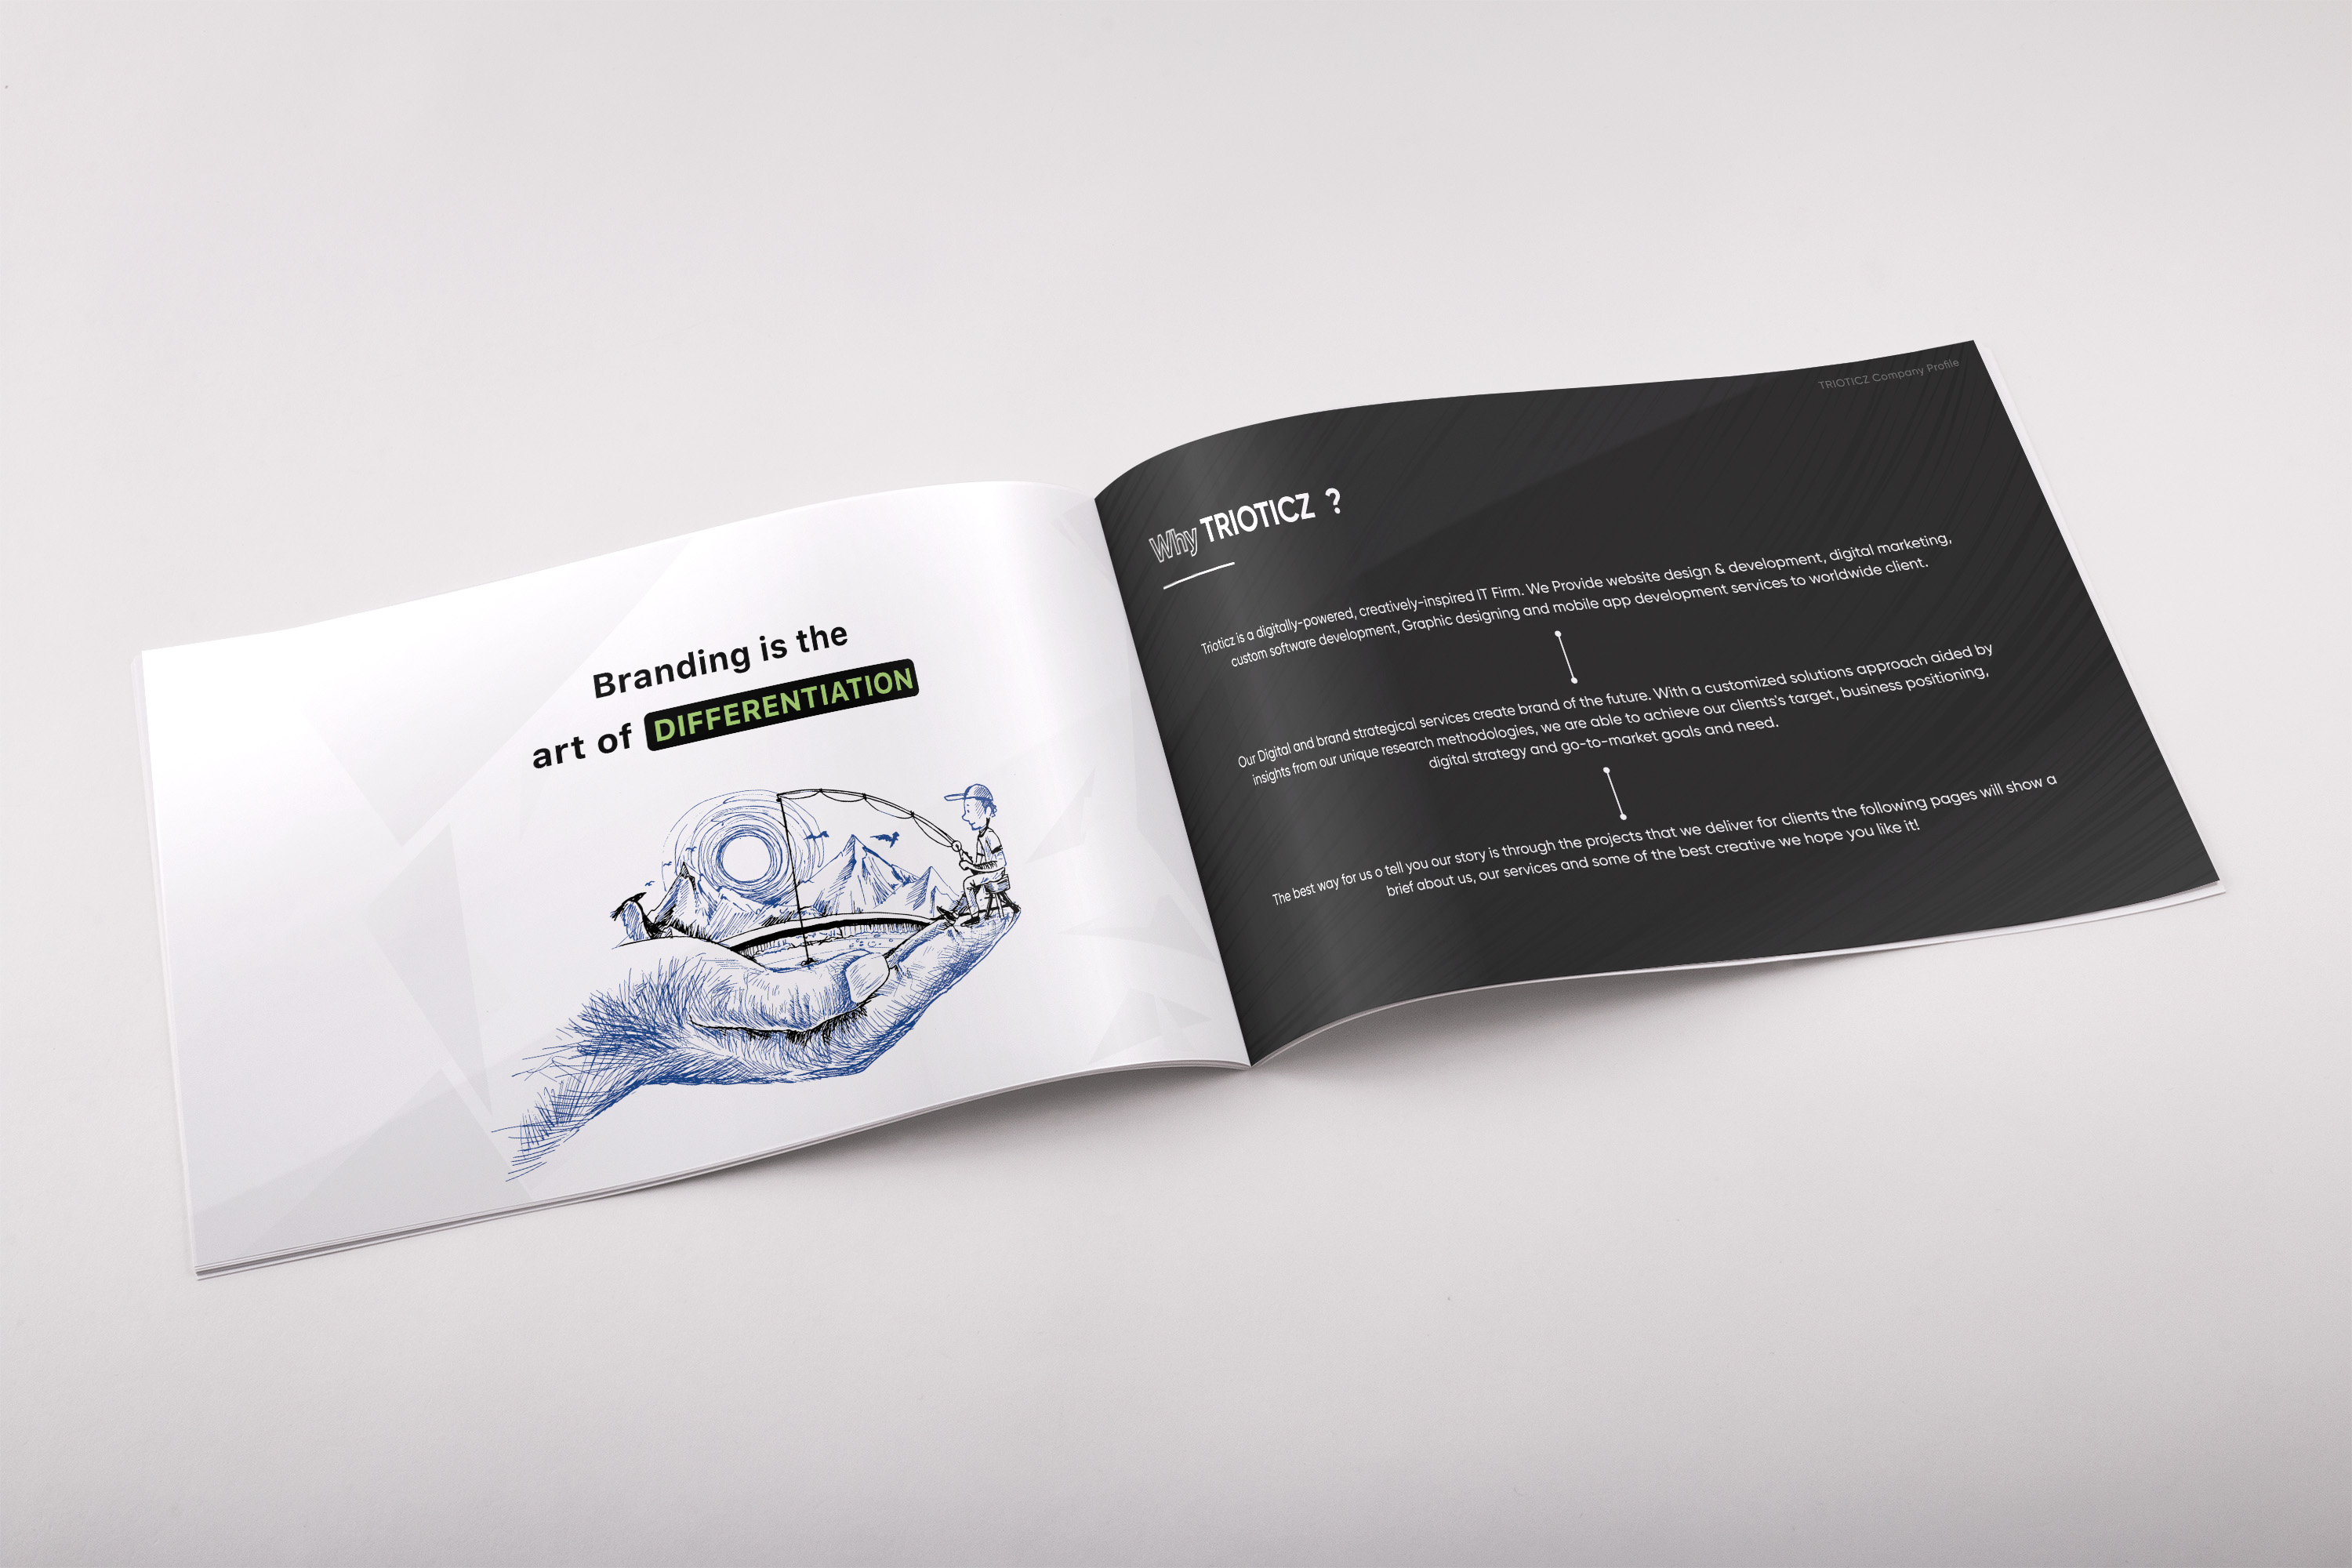 Branding is the
art of DIFFERENTIATION
TRIOTICZ Company Profile
Why TRIOTICZ ?
Trioticz is a digitally-powered, creatively-inspired IT Firm. We Provide website design & development, digital marketing,
custom software development, Graphic designing and mobile app development services to worldwide client.
Our Digital and brand strategical services create brand of the future. With a customized solutions approach aided by
insights from our unique research methodologies, we are able to achieve our clients's target, business positioning,
digital strategy and go-to-market goals and need.
The best way for us o tell you our story is through the projects that we deliver for clients the following pages will show a
brief about us, our services and some of the best creative we hope you like it!